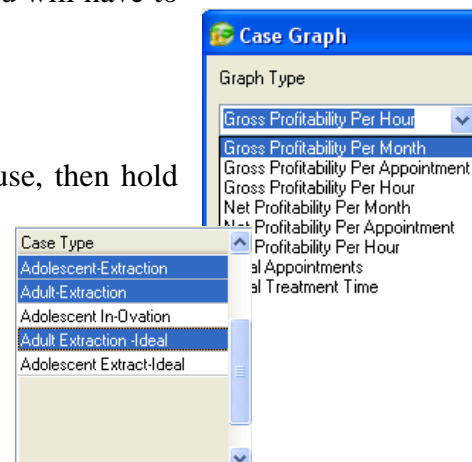 will have to
Case Graph
Graph Type
Gross Profitability Per Hour
Gross Profitability Per Month
Gross Profitability Per Appointment
Gross Profitability Per Hour
Net Profitability Per Month
Profitability Per Appointment
Profitability Per Hour
Appointments
Treatment Time
then hold
Case Type
Adolescent-Extraction
Adult-Extraction
Adolescent In-Ovation
Adult Extraction -Ideal
Adolescent Extract-Ideal